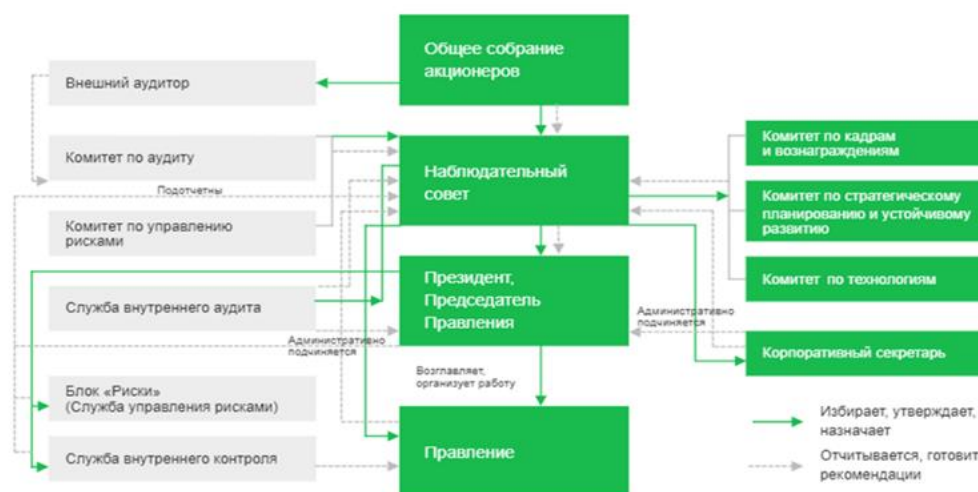 Общее собрание
акционеров
Внешний аудитор
Комитет по аудиту
Наблюдательный
совет
Комитет по кадрам
и вознаграждениям
Подотчетны
Комитет по стратегическому
планированию и устойчивому
развитию
Комитет по управлению
рисками
Президент,
Председатель
Правления
Комитет по технологиям
Служба внутреннего аудита
Административно
подчиняется
Административно
подчиняется
Корпоративный секретарь
Возглавляет,
организует работу
Блок «Риски»
(Служба управления рисками)
Избирает, утверждает,
назначает
Правление
Служба внутреннего контроля
Отчитывается, готовит
рекомендации